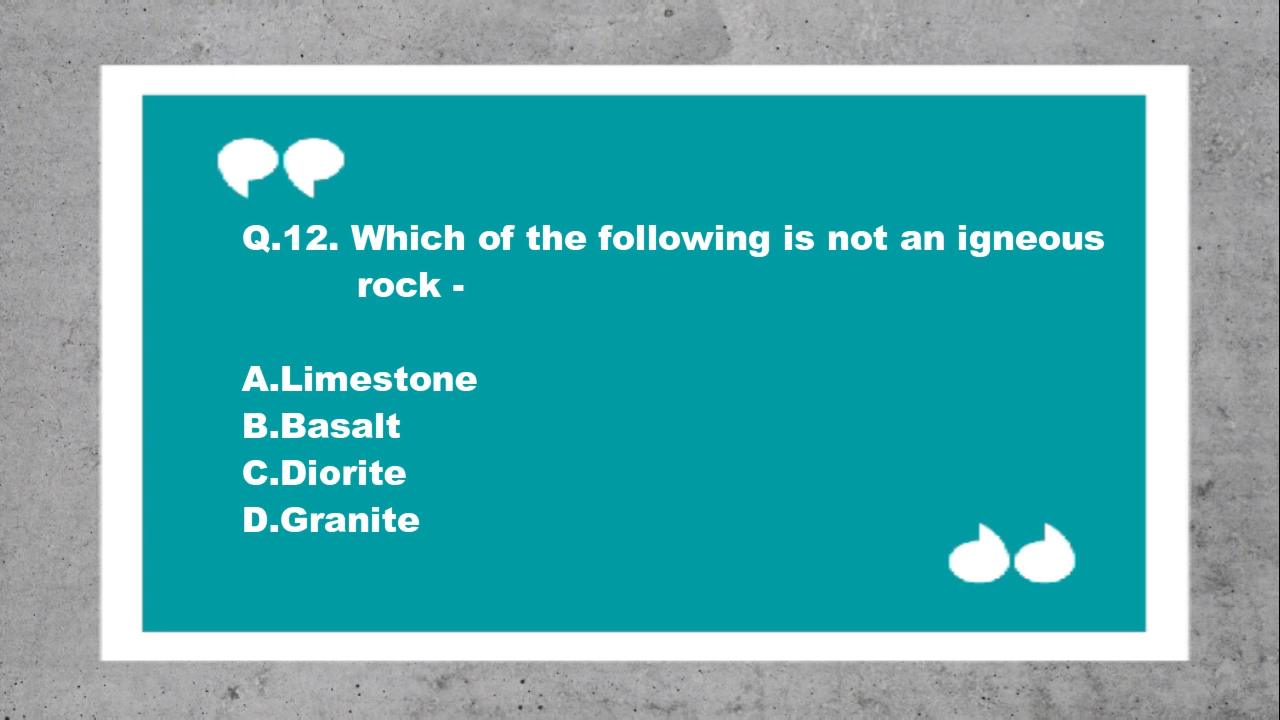 Q.12. Which of the following is not an igneous
rock -
A.Limestone
B.Basalt
C.Diorite
D.Granite